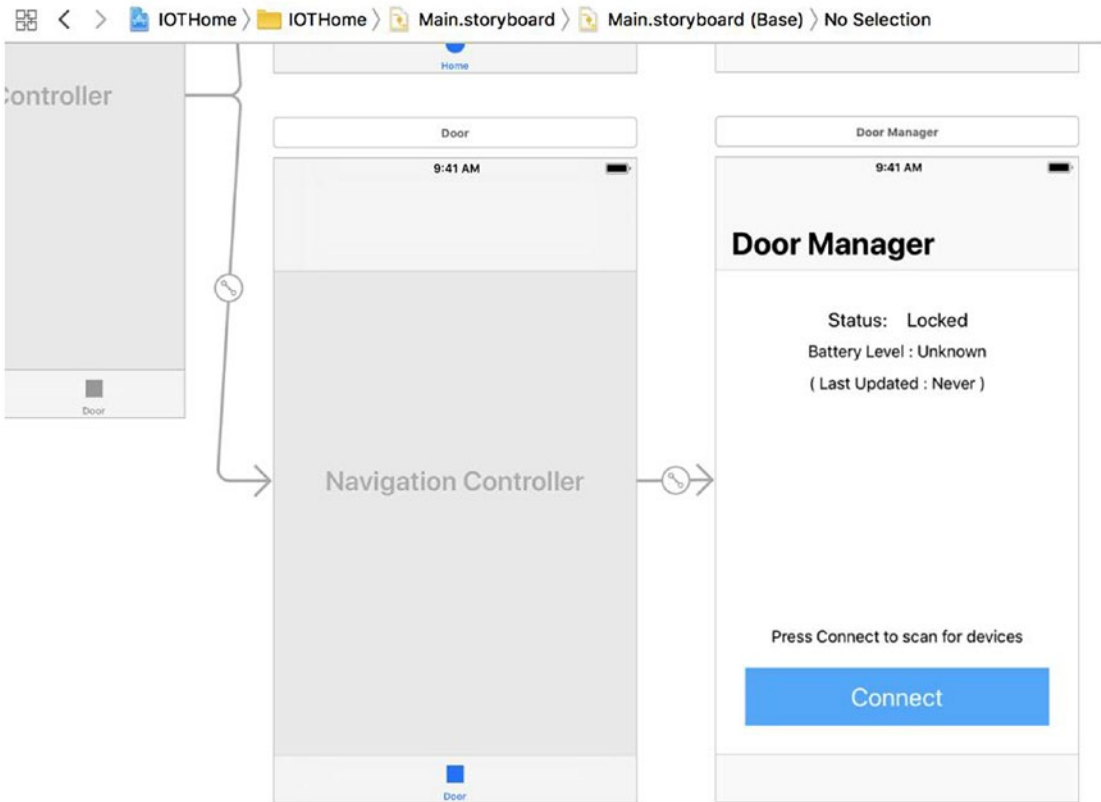 IOTHome IOTHome Main.storyboard Main.storyboard (Base) No Selection
Home
Controller
Door
Door
9:41 AM
Navigation Controller
Door
Door Manager
9:41 AM
Door Manager
Status: Locked
Battery Level : Unknown
( Last Updated : Never )
Press Connect to scan for devices
Connect